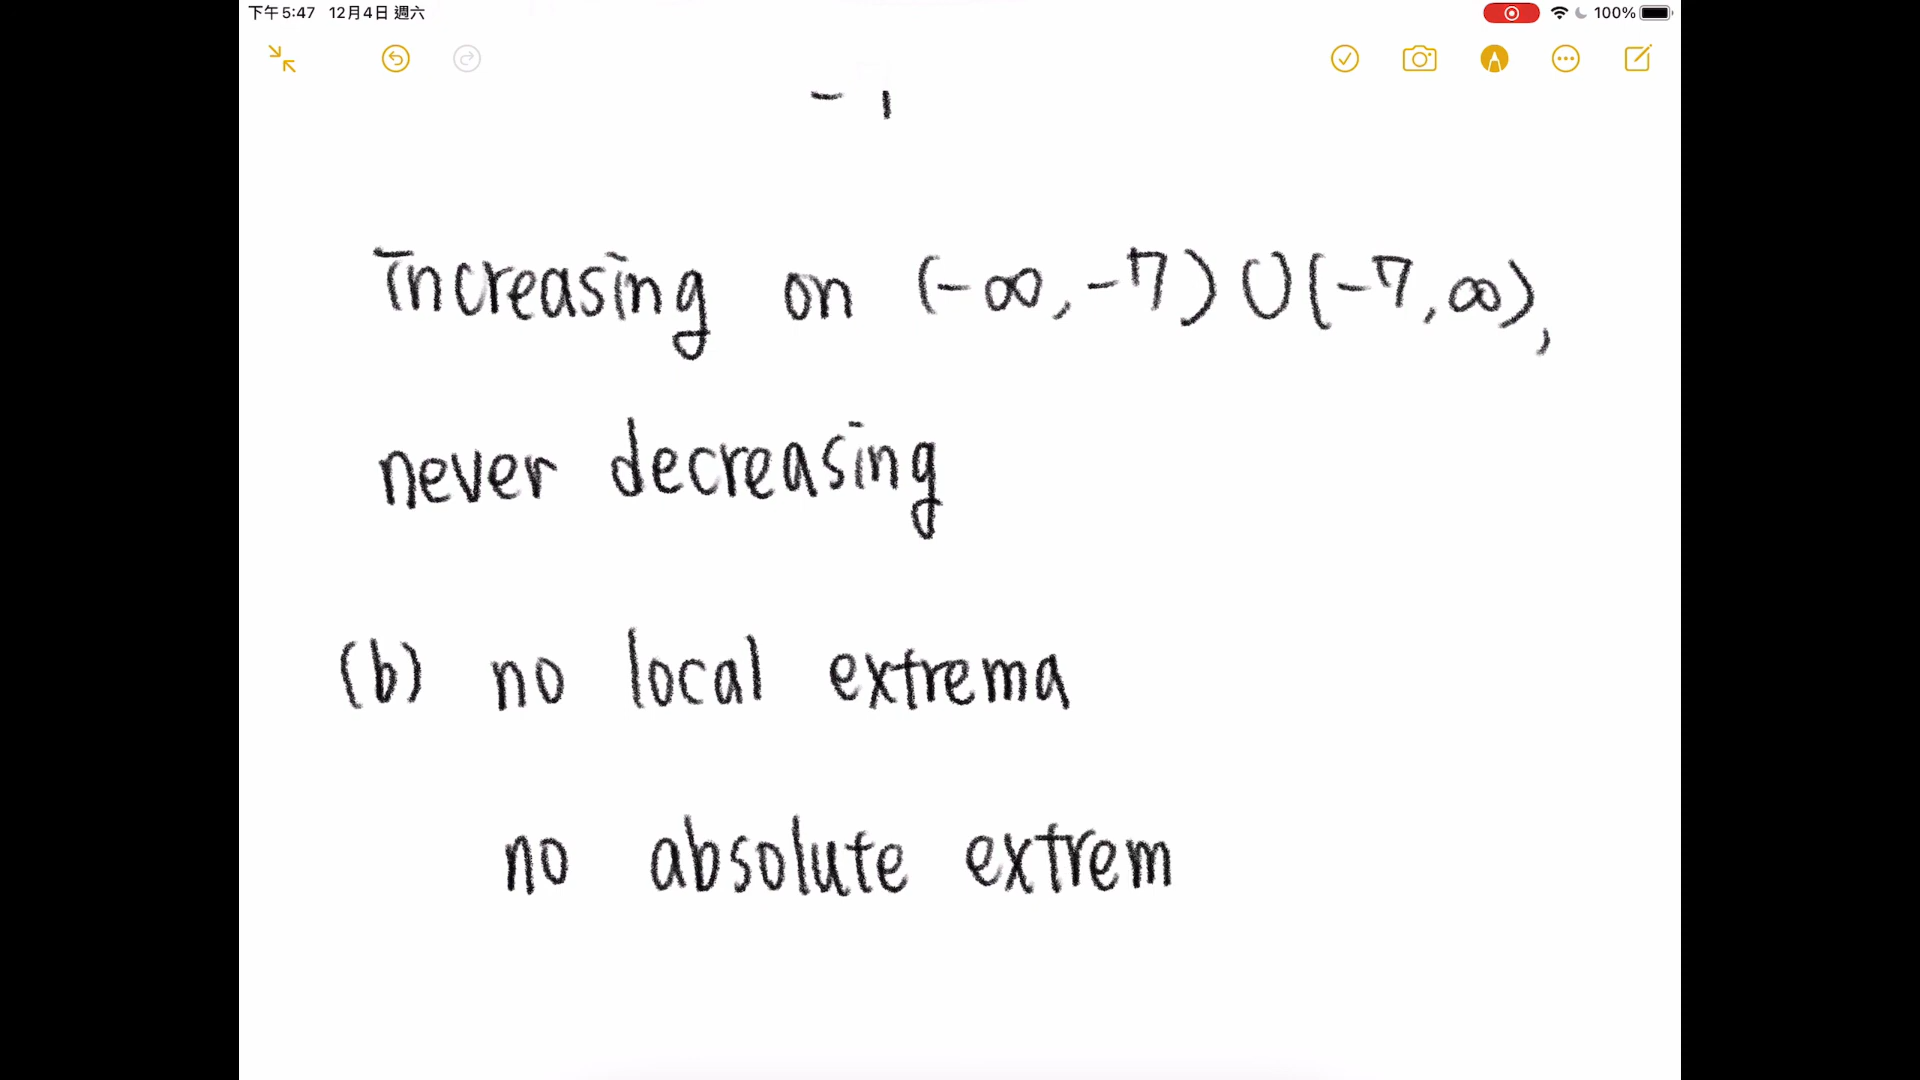 下午5:47 12月4日 週六 100%
increasing on (-∞, -7) ∪ (-7, ∞),
never decreasing
(b) no local extrema
no absolute extrem